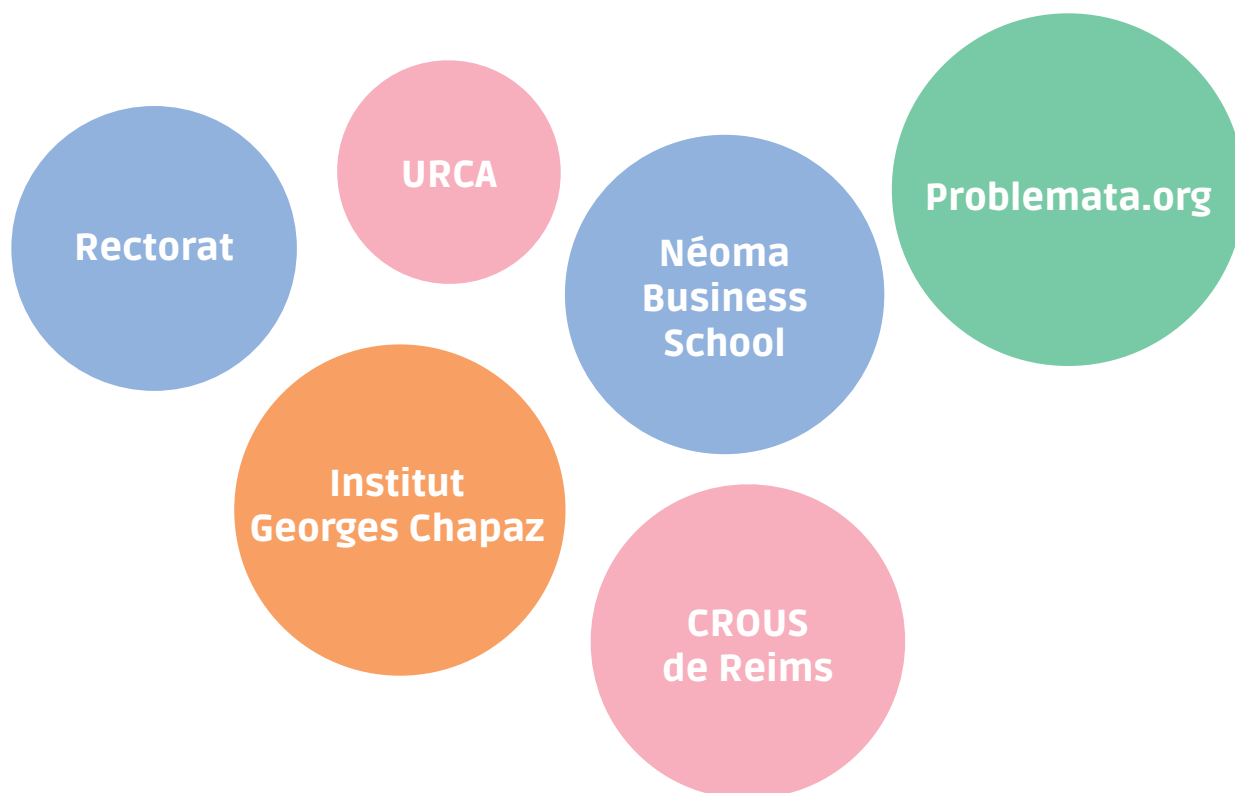 Rectorat
URCA
Néoma
Business
School
Problemata.org
Institut
Georges Chapaz
CROUS
de Reims